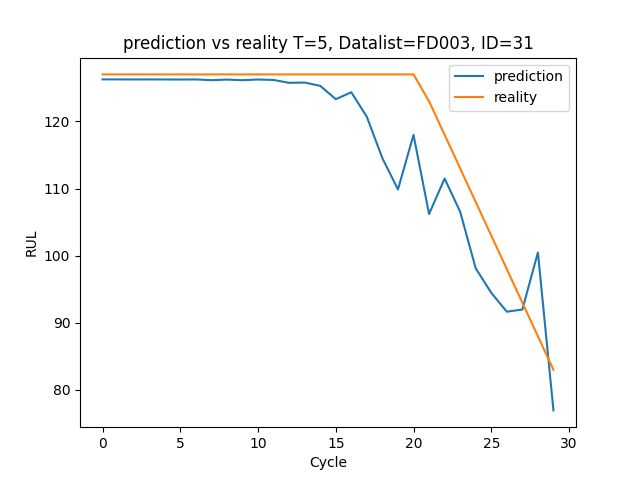 prediction vs reality T=5, Datalist=FD003, ID=31
prediction
reality
120
110
100
90
80
RUL
0 5 10 15 20 25 30
Cycle